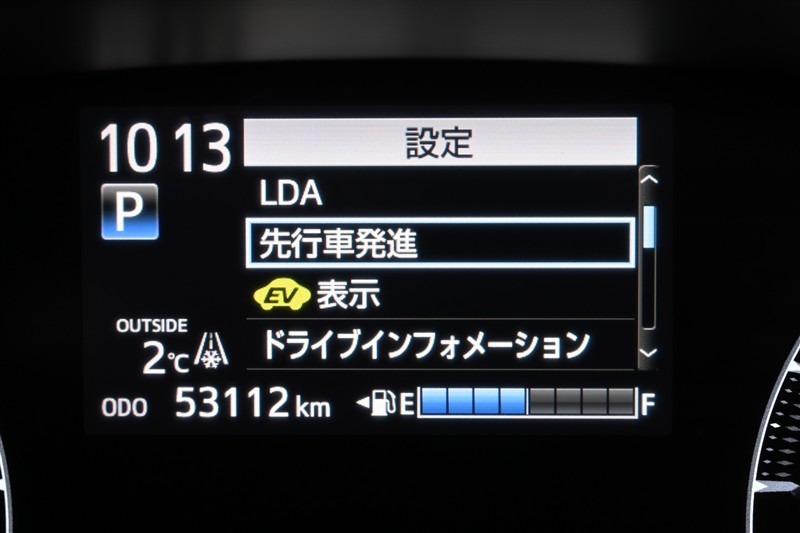 10 13
設定
P
LDA
先行車発進
EV 表示
ドライブインフォメーション
OUTSIDE
2℃
ODO 53112 km E F